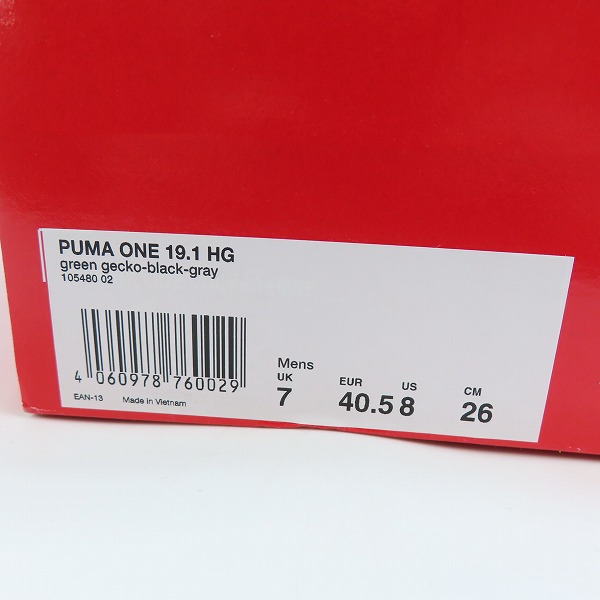 PUMA ONE 19.1 HG
green gecko-black-gray
105480 02
4 060978 760029
EAN-13 Made in Vietnam
Mens
UK EUR US CM
7 40.5 8 26